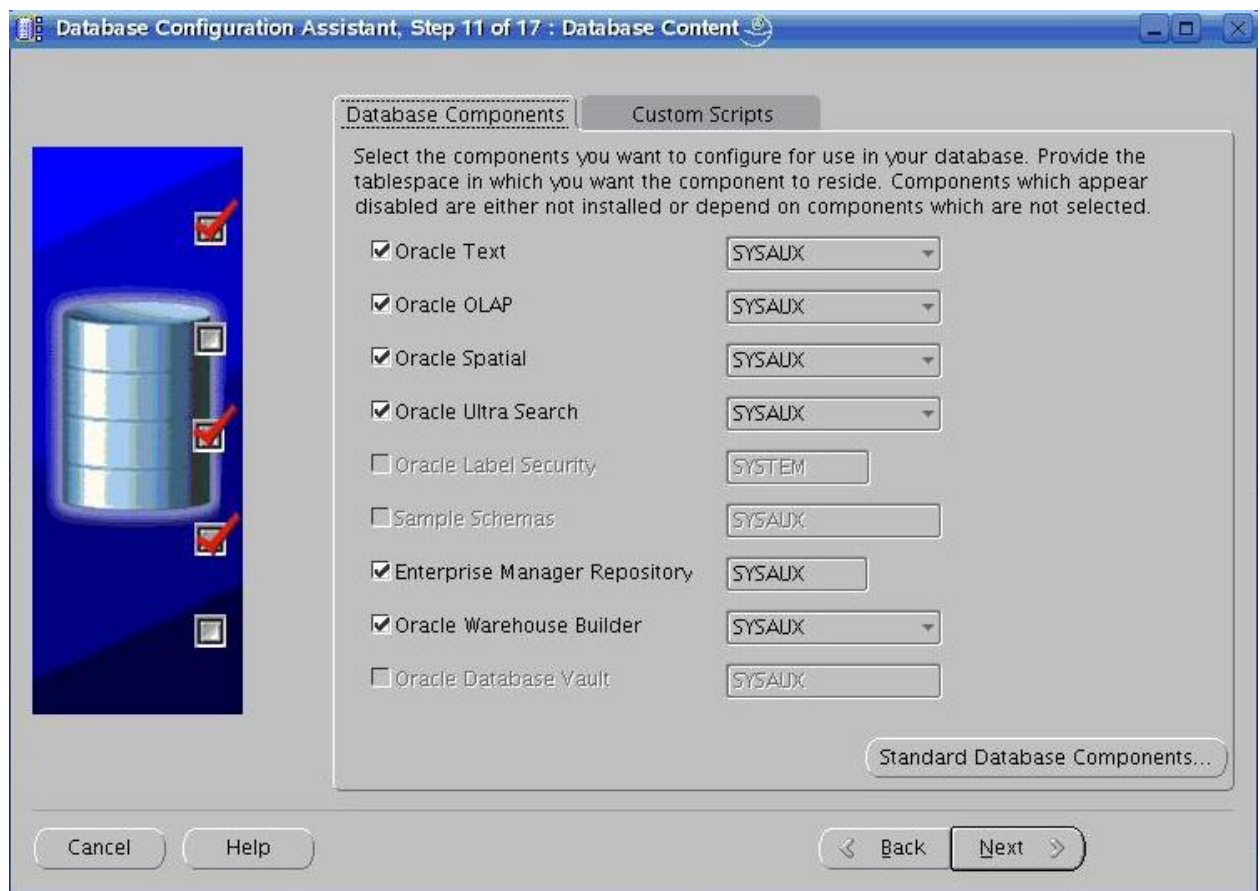 Database Configuration Assistant, Step 11 of 17 : Database Content
Database Components
Custom Scripts
Select the components you want to configure for use in your database. Provide the
tablespace in which you want the component to reside. Components which appear
disabled are either not installed or depend on components which are not selected.
Oracle Text SYSAUX
Oracle OLAP SYSAUX
Oracle Spatial SYSAUX
Oracle Ultra Search SYSAUX
Oracle Label Security SYSTEM
Sample Schemas SYSAUX
Enterprise Manager Repository SYSAUX
Oracle Warehouse Builder SYSAUX
Oracle Database Vault SYSAUX
Standard Database Components...
Cancel
Help
Back
Next